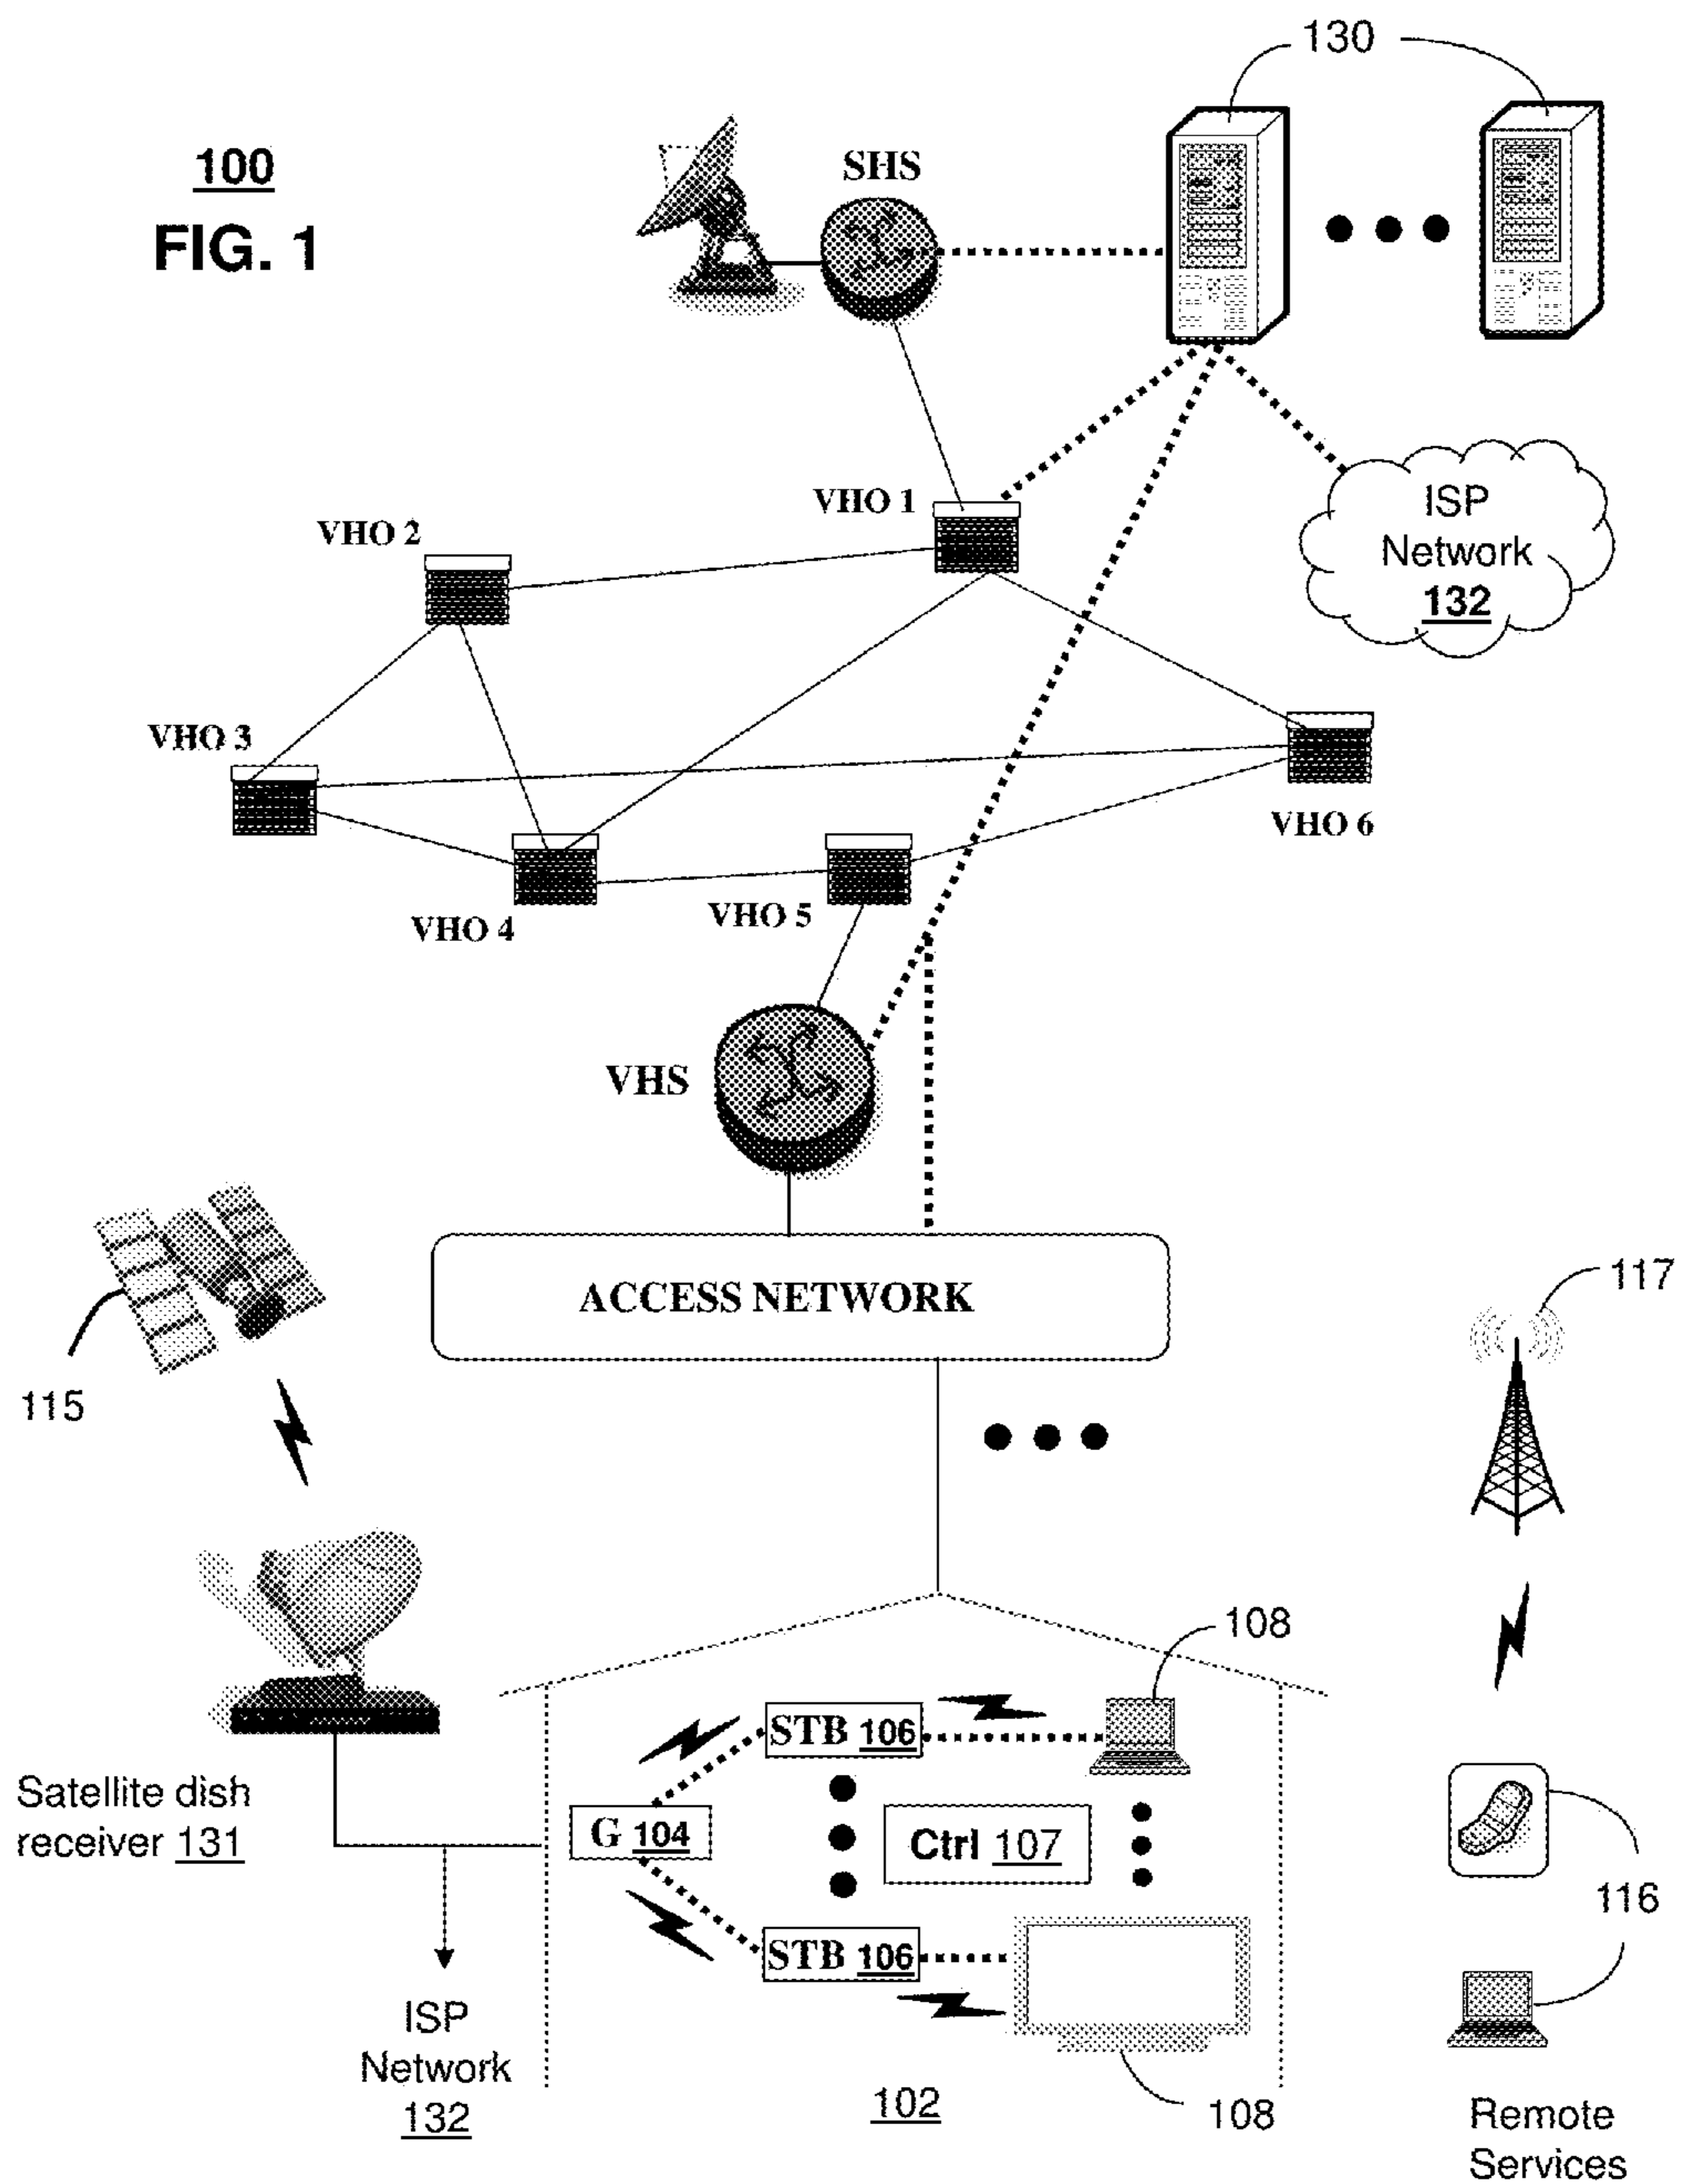 130
100
FIG. 1
SHS
ISP
Network
132
VHO 1
VHO 2
VHO 3
VHO 6
VHO 4
VHO 5
VHS
ACCESS NETWORK
117
115
108
STB 106
Satellite dish
receiver 131
G 104
Ctrl 107
116
STB 106
ISP
Network
132
102
108
Remote
Services